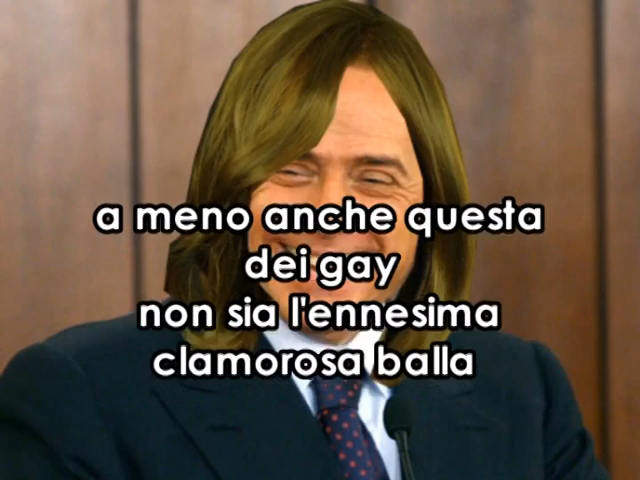 a meno anche questa
dei gay
non sia l'ennesima
clamorosa balla